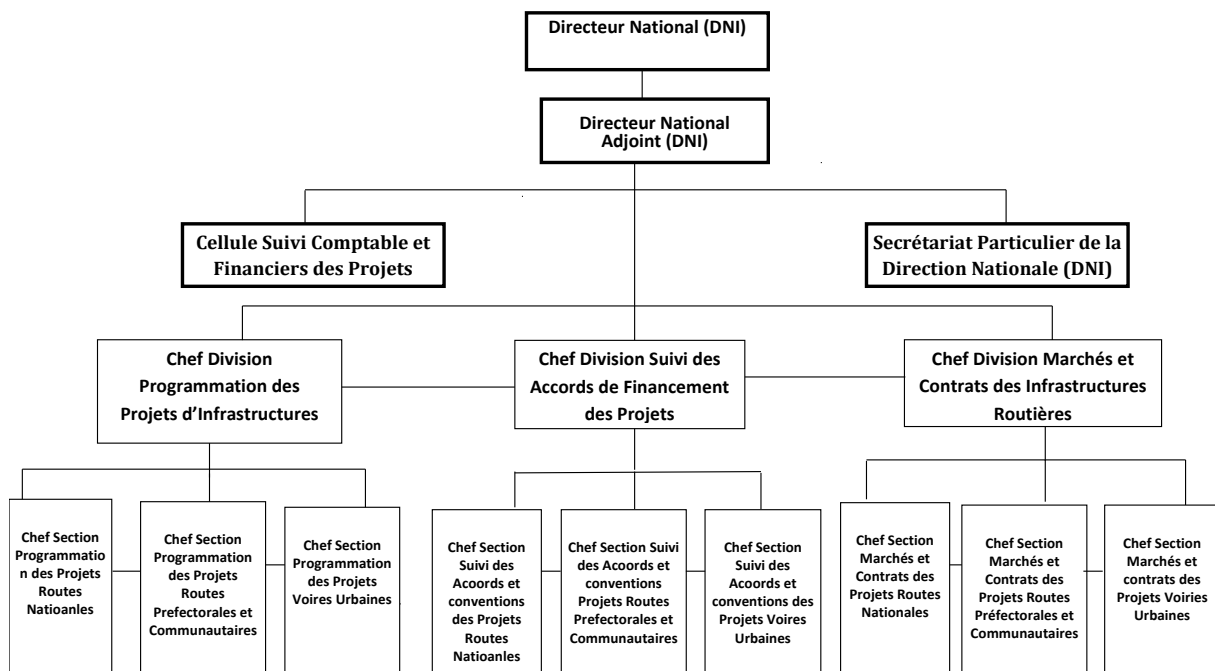 Directeur National (DNI)
Directeur National
Adjoint (DNI)
Cellule Suivi Comptable et
Financiers des Projets
Secrétariat Particulier de la
Direction Nationale (DNI)
Chef Division
Programmation des
Projets d'Infrastructures
Chef Division Suivi des
Accords de Financement
des Projets
Chef Division Marchés et
Contrats des Infrastructures
Routières
Chef Section
Programmatio
n des Projets
Routes
Natioanles
Chef Section
Programmation
des Projets
Routes
Prefectorales et
Communautaires
Chef Section
Programmation
des Projets
Voires Urbaines
Chef Section
Suivi des
Acoords et
conventions
des Projets
Routes
Natioanles
Chef Section Suivi
des Acoords et
conventions
Projets Routes
Prefectorales et
Communautaires
Chef Section
Suivi des
Acoords et
conventions des
Projets Voires
Urbaines
Chef Section
Marchés et
Contrats des
Projets Routes
Nationales
Chef Section
Marchés et
Contrats des
Projets Routes
Préfectorales et
Communautaires
Chef Section
Marchés et
contrats des
Projets Voiries
Urbaines